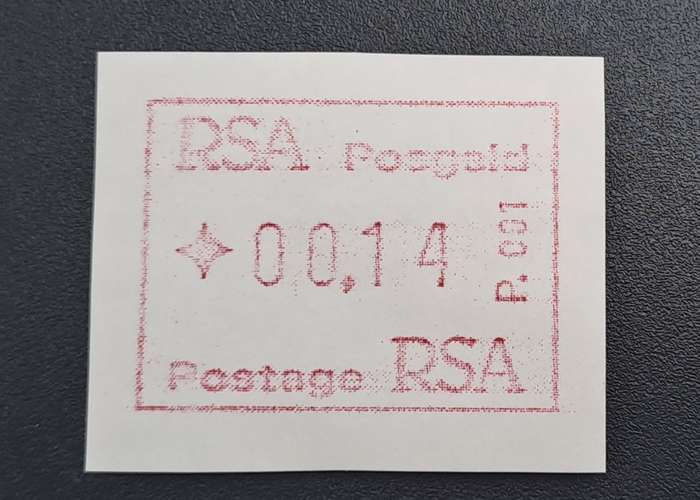 RSA Posgeld
00,14
P.001
Postage RSA